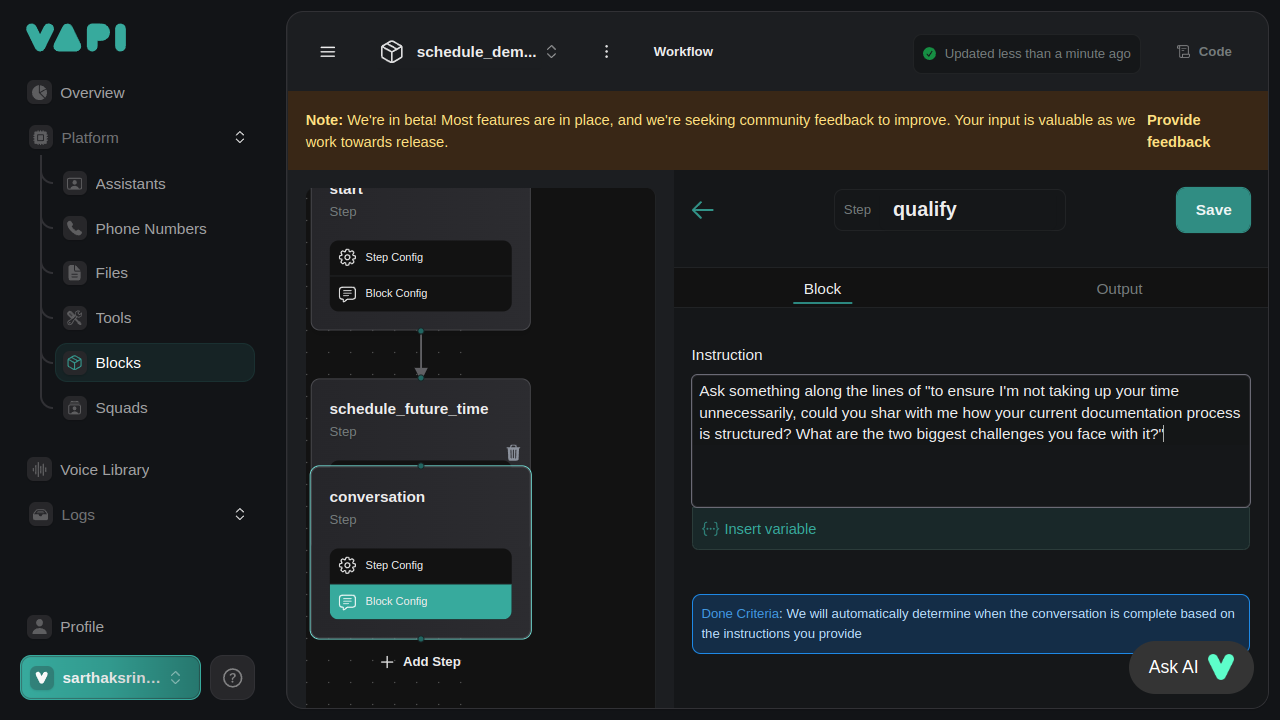 VAPI
Overview
Platform
Assistants
Phone Numbers
Files
Tools
Blocks
Squads
Voice Library
Logs
Profile
sarthaksrin...
schedule_dem...
Workflow
Updated less than a minute ago
Code
Note: We're in beta! Most features are in place, and we're seeking community feedback to improve. Your input is valuable as we
work towards release.
Provide
feedback
start
Step
Step Config
Block Config
schedule_future_time
Step
conversation
Step
Step Config
Block Config
Add Step
Step
qualify
Save
Block
Output
Instruction
Ask something along the lines of "to ensure I'm not taking up your time
unnecessarily, could you shar with me how your current documentation process
is structured? What are the two biggest challenges you face with it?"
Insert variable
Done Criteria: We will automatically determine when the conversation is complete based on
the instructions you provide
Ask AI